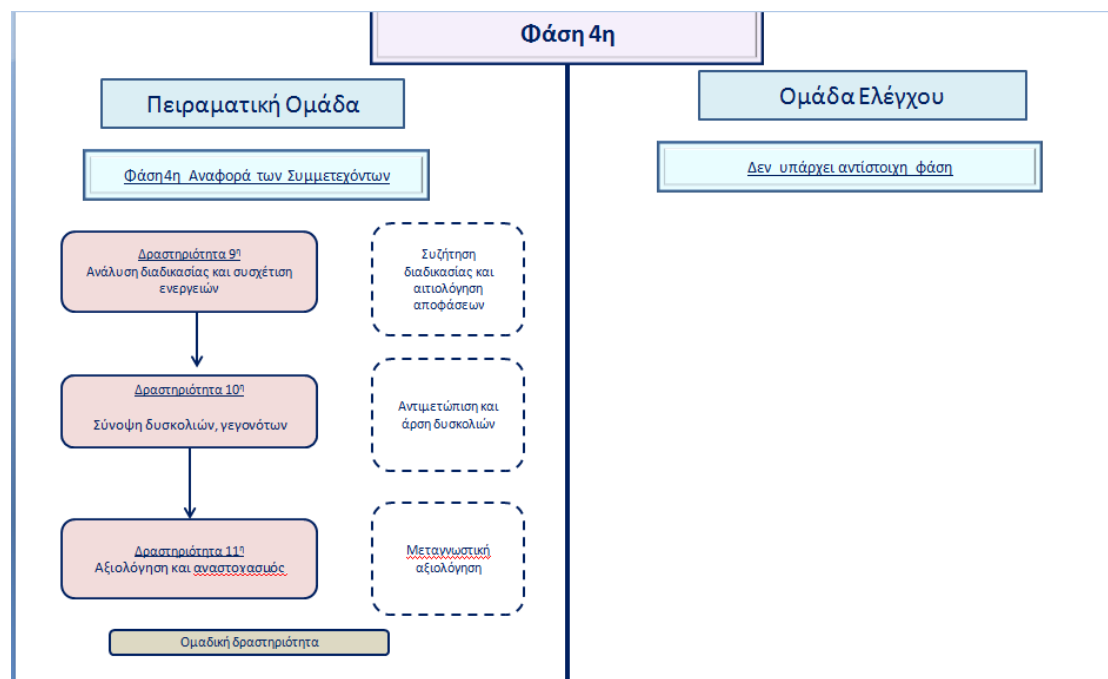 Φάση 4η
Πειραματική Ομάδα
Φάση4η Αναφορά των Συμμετεχόντων
Δραστηριότητα 9η
Ανάλυση διαδικασίας και συσχέτιση
ενεργειών
Συζήτηση
διαδικασίας και
αιτιολόγηση
αποφάσεων
Δραστηριότητα 10η
Σύνοψη δυσκολιών, γεγονότων
Αντιμετώπιση και
άρση δυσκολιών
Δραστηριότητα 11η
Αξιολόγηση και αναστοχασμός
Μεταγνωστική
αξιολόγηση
Ομαδική δραστηριότητα
Ομάδα Ελέγχου
Δεν υπάρχει αντίστοιχη φάση